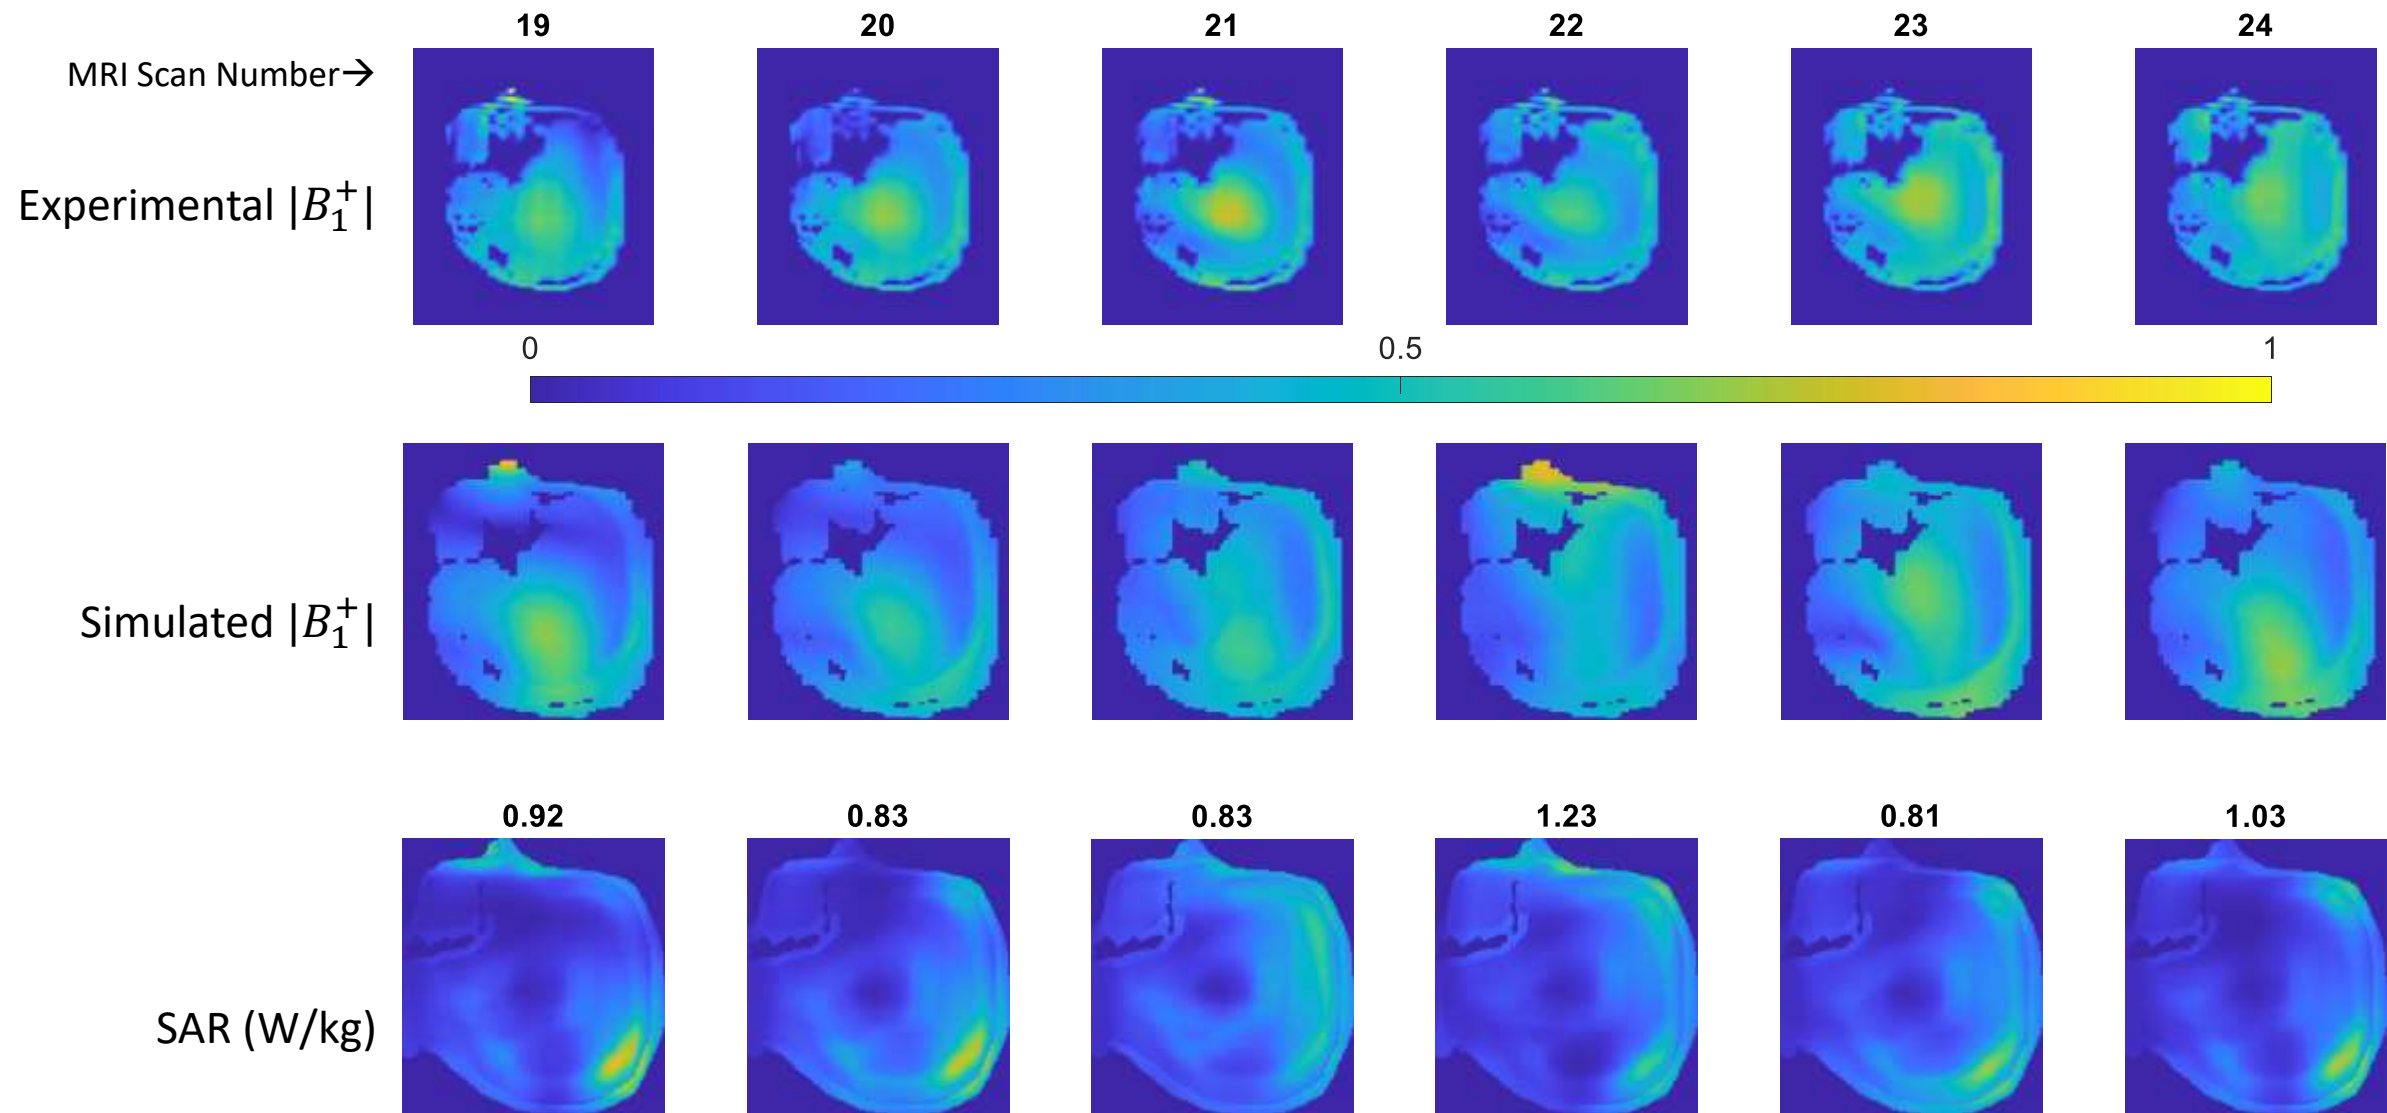 19 20 21 22 23 24
MRI Scan Number→
Experimental |B₁⁺|
0 0.5 1
Simulated |B₁⁺|
0.92 0.83 0.83 1.23 0.81 1.03
SAR (W/kg)